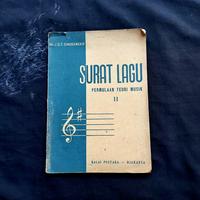 SURAT LAGU
PERMULAAN TEORI MUSIK
II
BALAI PUSTAKA - DJAKARTA